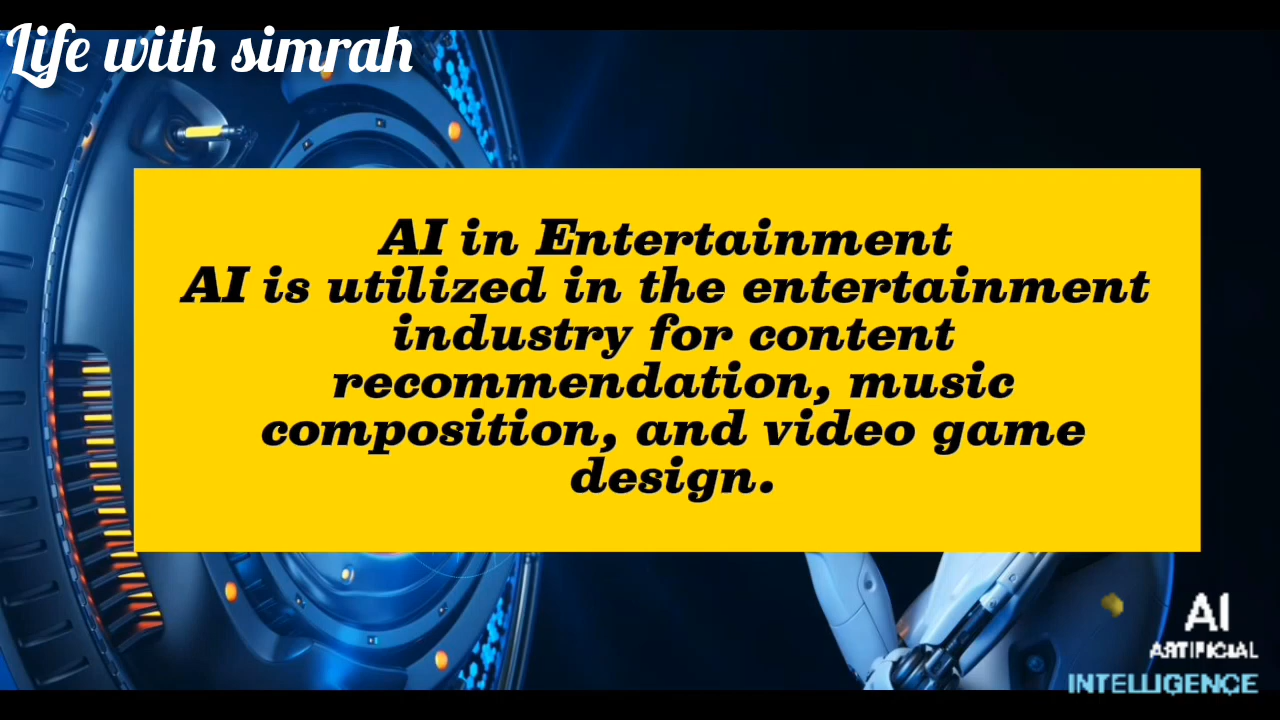 Life with simrah
AI in Entertainment
AI is utilized in the entertainment
industry for content
recommendation, music
composition, and video game
design.
AI
ARTIFICIAL
INTELLIGENCE